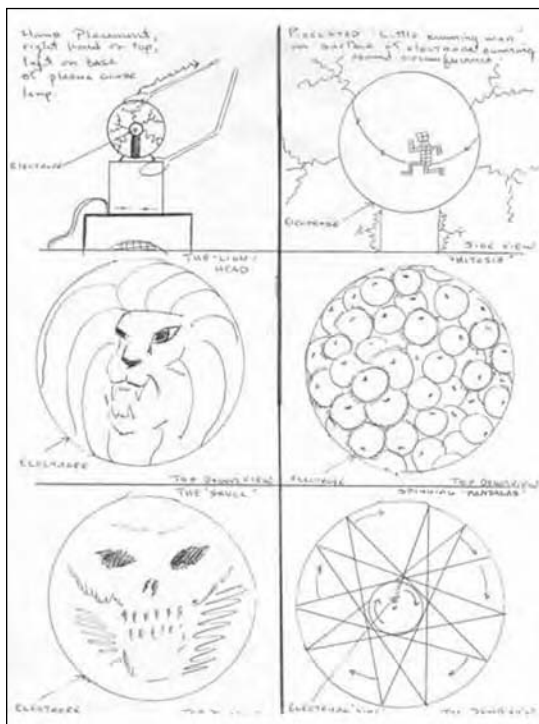 Hand Placement,
right hand on top,
left on base
of plasma globe
lamp.
ELECTRODE
Pixelated 'Little running man'
on surface of electrode running
round circumference.
ELECTRODE
SIDE VIEW
THE 'LION'
HEAD
ELECTRODE
TOP DOWN VIEW
'MITOSIS'
ELECTRODE
TOP DOWN VIEW
THE 'SKULL'
ELECTRODE
SPINNING 'MANDALAS'
ELECTRODE
TOP DOWN VIEW